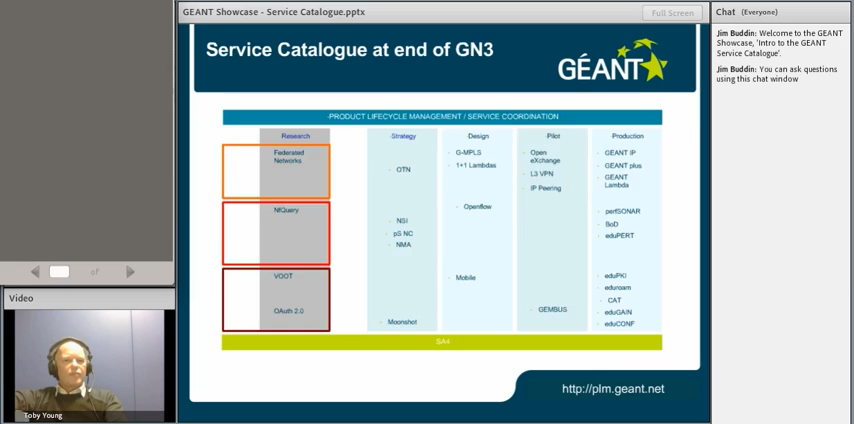 GEANT Showcase - Service Catalogue.pptx
Full Screen
Service Catalogue at end of GN3
GÉANT
PRODUCT LIFECYCLE MANAGEMENT / SERVICE COORDINATION
Research
Federated
Networks
NfQuery
VOOT
OAuth 2.0
Strategy
OTN
NSI
pS NC
NMA
Moonshot
Design
G-MPLS
1+1 Lambdas
Openflow
Mobile
Pilot
Open
eXchange
L3 VPN
IP Peering
GEMBUS
Production
GEANT IP
GEANT plus
GEANT
Lambda
perfSONAR
BoD
eduPERT
eduPKI
eduroam
CAT
eduGAIN
eduCONF
http://plm.geant.net
of
Video
Toby Young
Chat (Everyone)
Jim Buddin: Welcome to the GEANT
Showcase, 'Intro to the GEANT
Service Catalogue'.
Jim Buddin: You can ask questions
using this chat window